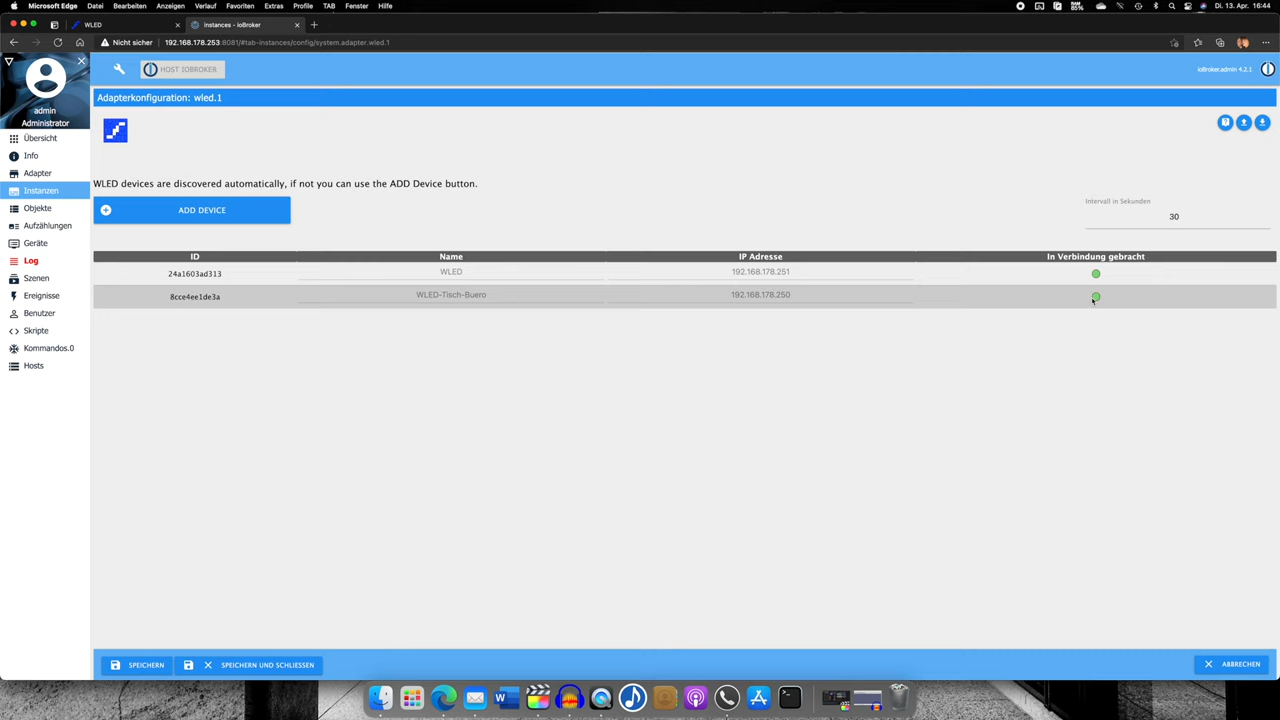 Microsoft Edge Datei Bearbeiten Anzeigen Verlauf Favoriten Extras Profile TAB Fenster Hilfe
RAM
85%
Di. 13. Apr. 16:44
WLED
instances - ioBroker
Nicht sicher 192.168.178.253:8081/#tab-instances/config/system.adapter.wled.1
HOST IOBROKER
ioBroker.admin 4.2.1
admin
Administrator
Adapterkonfiguration: wled.1
Übersicht
Info
Adapter
Instanzen
Objekte
Aufzählungen
Geräte
Log
Szenen
Ereignisse
Benutzer
Skripte
Kommandos.0
Hosts
WLED devices are discovered automatically, if not you can use the ADD Device button.
ADD DEVICE
Intervall in Sekunden
30
ID Name IP Adresse In Verbindung gebracht
24a1603ad313 WLED 192.168.178.251
8cce4ee1de3a WLED-Tisch-Buero 192.168.178.250
SPEICHERN
SPEICHERN UND SCHLIESSEN
ABBRECHEN